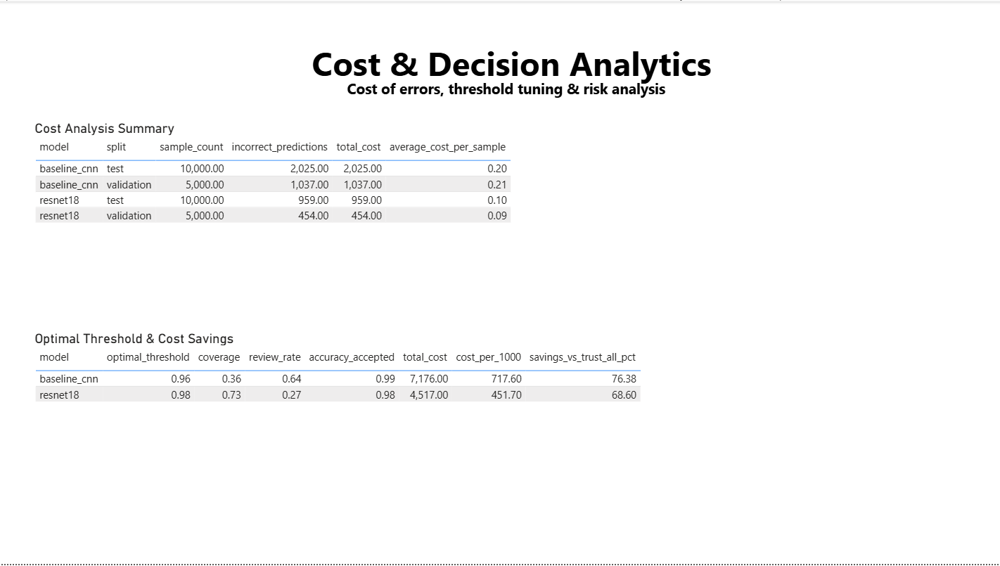 Cost & Decision Analytics
Cost of errors, threshold tuning & risk analysis
Cost Analysis Summary
model split sample_count incorrect_predictions total_cost average_cost_per_sample
baseline_cnn test 10,000.00 2,025.00 2,025.00 0.20
baseline_cnn validation 5,000.00 1,037.00 1,037.00 0.21
resnet18 test 10,000.00 959.00 959.00 0.10
resnet18 validation 5,000.00 454.00 454.00 0.09
Optimal Threshold & Cost Savings
model optimal_threshold coverage review_rate accuracy_accepted total_cost cost_per_1000 savings_vs_trust_all_pct
baseline_cnn 0.96 0.36 0.64 0.99 7,176.00 717.60 76.38
resnet18 0.98 0.73 0.27 0.98 4,517.00 451.70 68.60